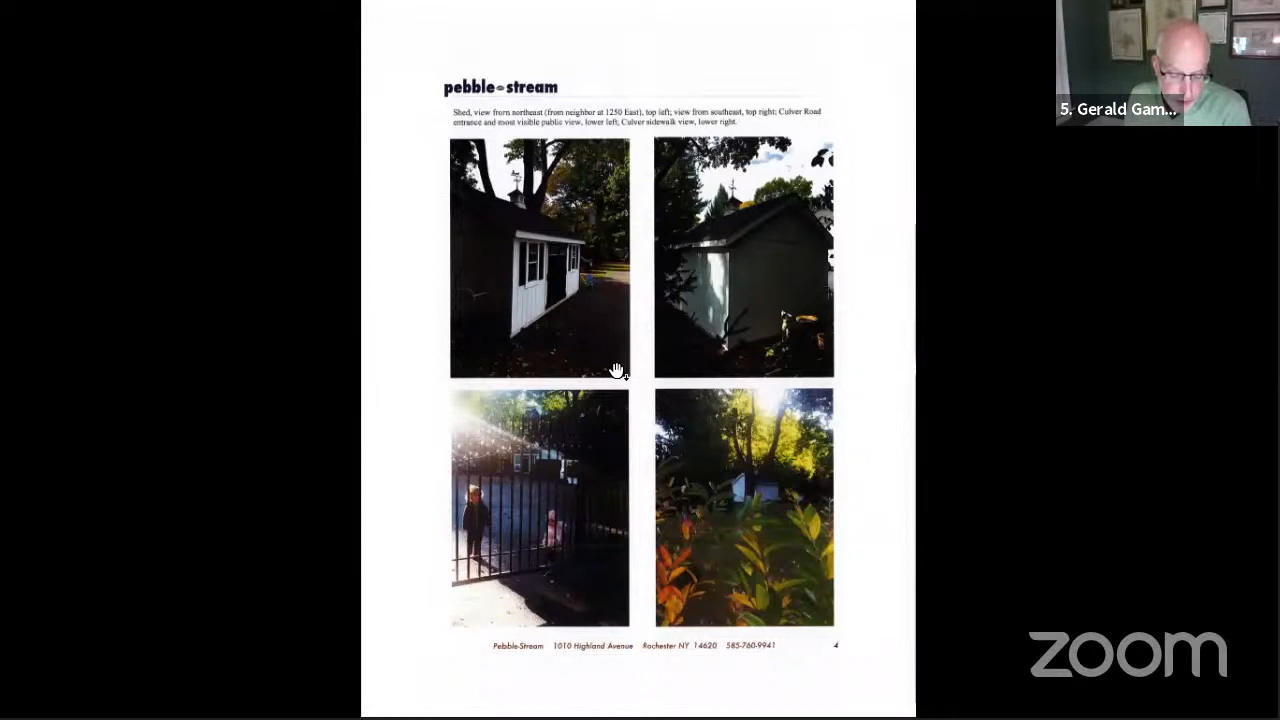 pebble stream
Shed, view from northeast (from neighbor at 1250 East), top left; view from southeast, top right; Culver Road
entrance and most visible public view, lower left; Culver sidewalk view, lower right.
5. Gerald Gam...
Pebble-Stream 1010 Highland Avenue Rochester NY 14620 585-760-9941 4
zoom